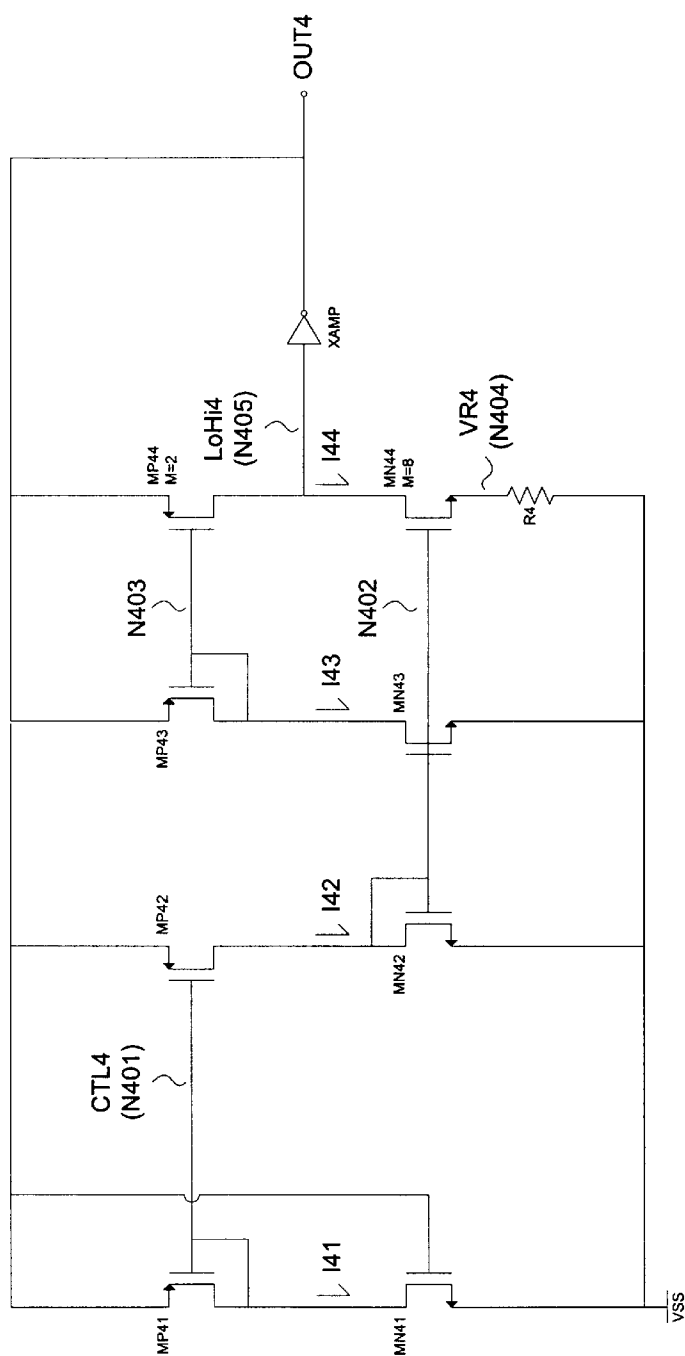 OUT4
XAMP
LoHi4
(N405)
I44
MP44
M=2
MN44
M=8
VR4
(N404)
R4
N403
N402
I43
MP43
MN43
I42
MP42
MN42
CTL4
(N401)
I41
MP41
MN41
VSS